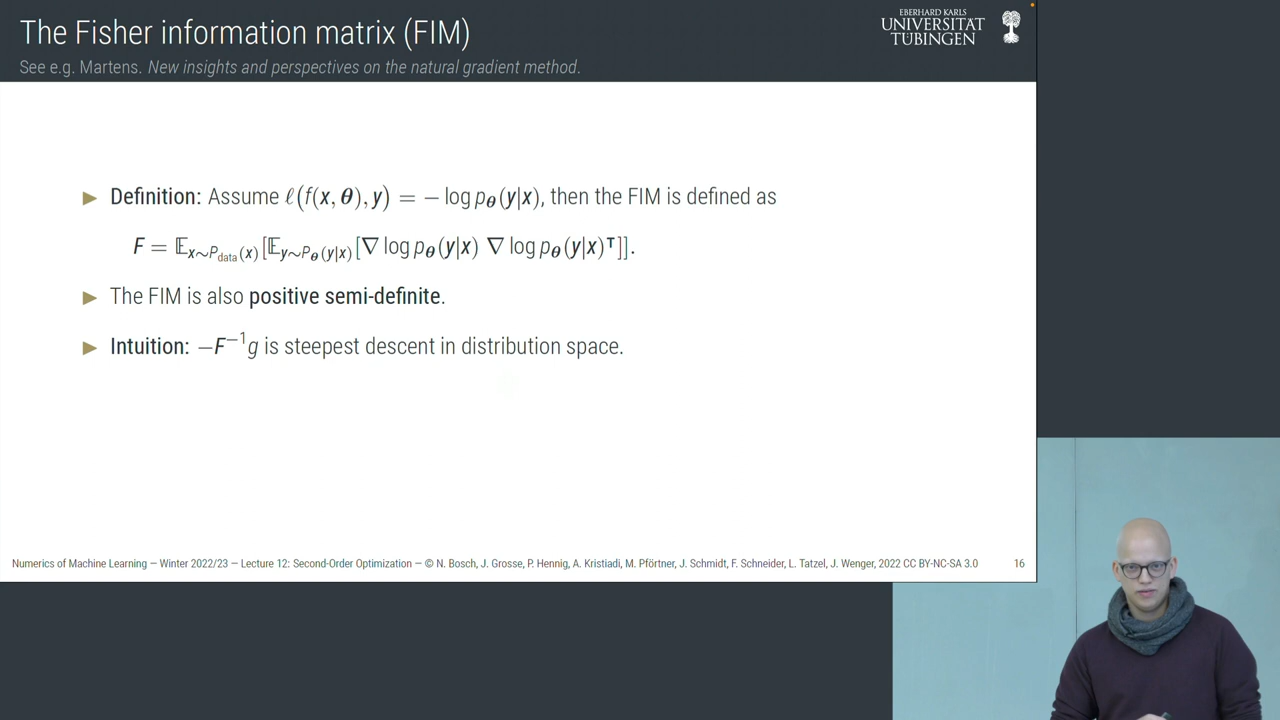 The Fisher information matrix (FIM)
See e.g. Martens. New insights and perspectives on the natural gradient method.
EBERHARD KARLS
UNIVERSITÄT
TÜBINGEN
▶ Definition: Assume ℓ(f(x, θ), y) = − log p_θ(y|x), then the FIM is defined as
F = 𝔼_{x∼P_data(x)}[𝔼_{y∼P_θ(y|x)}[∇ log p_θ(y|x) ∇ log p_θ(y|x)^⊤]].
▶ The FIM is also positive semi-definite.
▶ Intuition: −F^{−1}g is steepest descent in distribution space.
Numerics of Machine Learning — Winter 2022/23 — Lecture 12: Second-Order Optimization — © N. Bosch, J. Grosse, P. Hennig, A. Kristiadi, M. Pförtner, J. Schmidt, F. Schneider, L. Tatzel, J. Wenger, 2022 CC BY-NC-SA 3.0
16